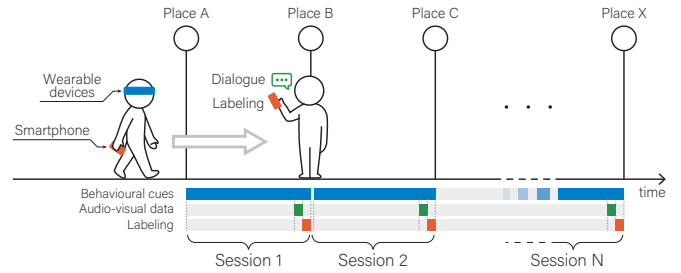 Place A
Place B
Place C
Place X
Wearable
devices
Dialogue
Labeling
Smartphone
time
Behavioural cues
Audio-visual data
Labeling
Session 1
Session 2
Session N